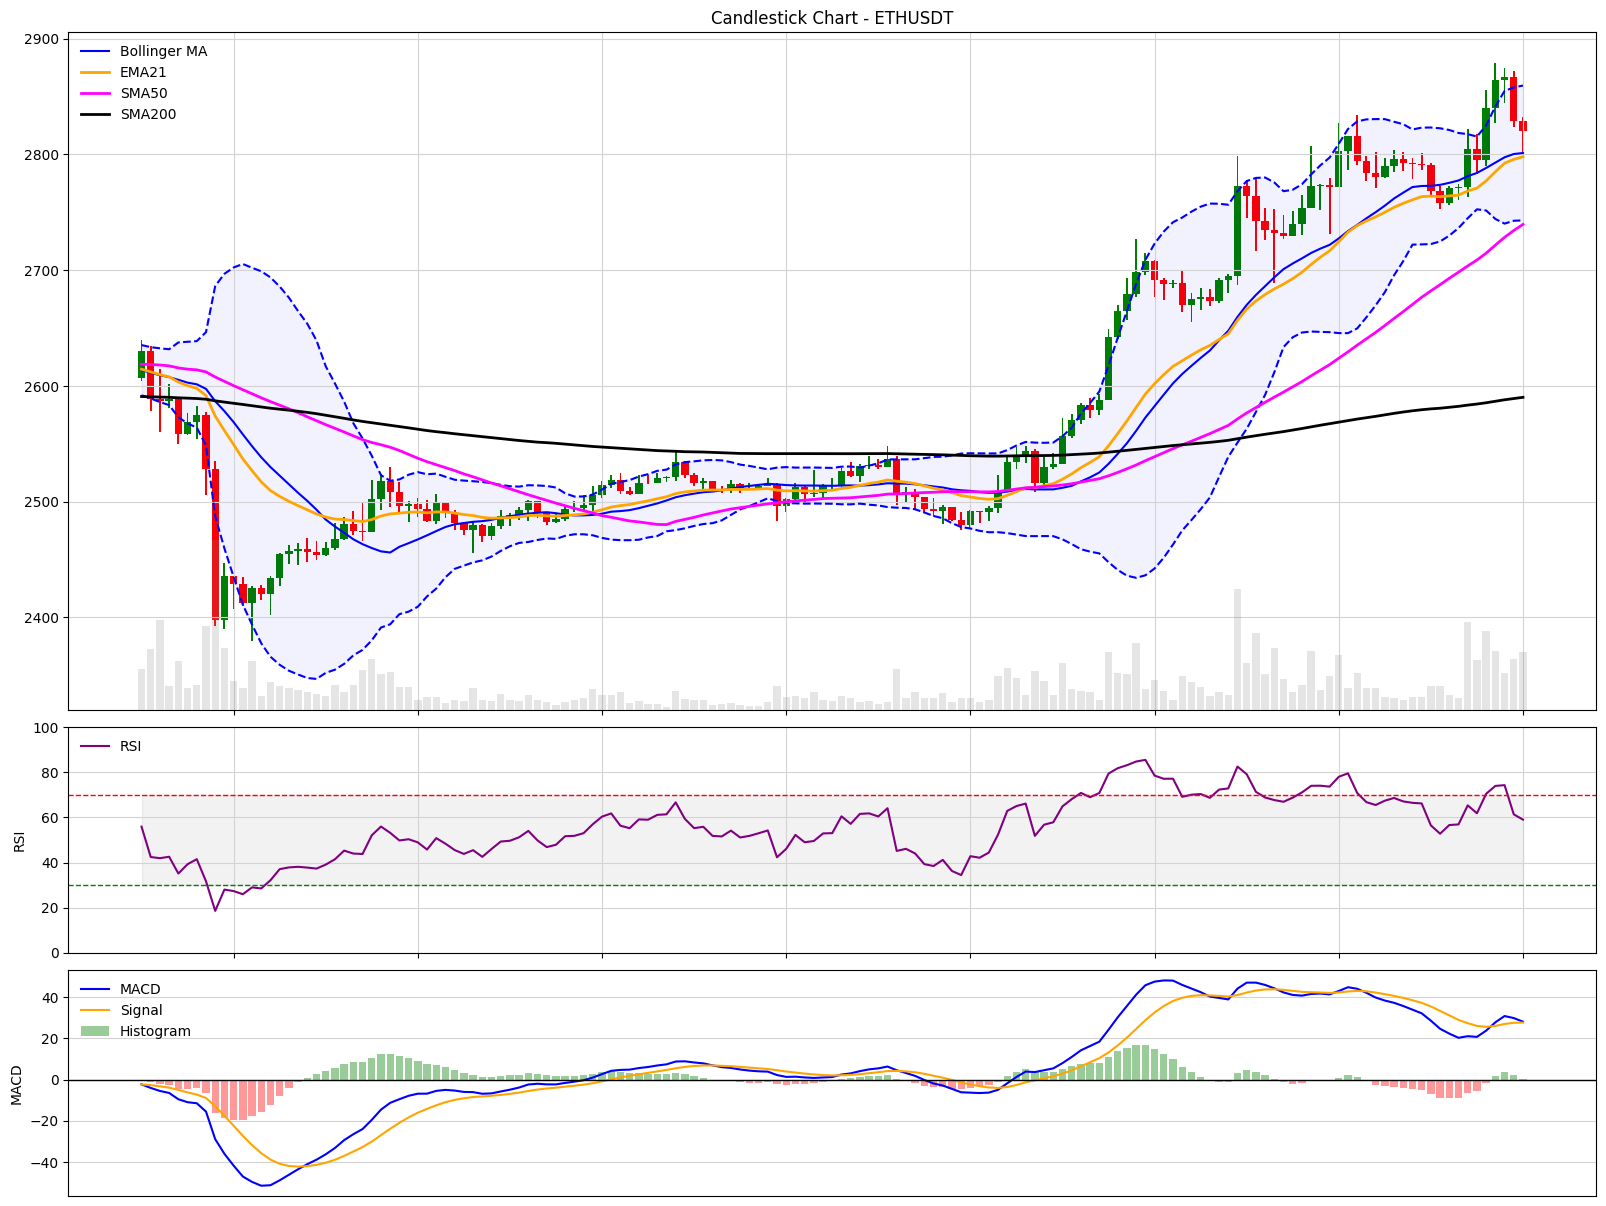 Candlestick Chart - ETHUSDT
2900
2800
2700
2600
2500
2400
Bollinger MA
EMA21
SMA50
SMA200
RSI
100
80
60
40
20
0
RSI
MACD
40
20
0
−20
−40
MACD
Signal
Histogram